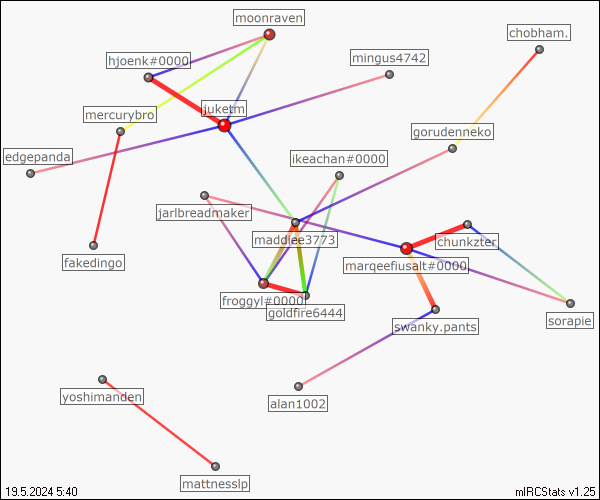 moonraven
chobham.
hjoenk#0000
mingus4742
juketm
mercurybro
gorudenneko
edgepanda
ikeachan#0000
jarlbreadmaker
maddlee3773
chunkzter
fakedingo
marqeefiusalt#0000
froggyl#0000
goldfire6444
swanky.pants
sorapie
yoshimanden
alan1002
mattnesslp
19.5.2024 5:40
mIRCStats v1.25